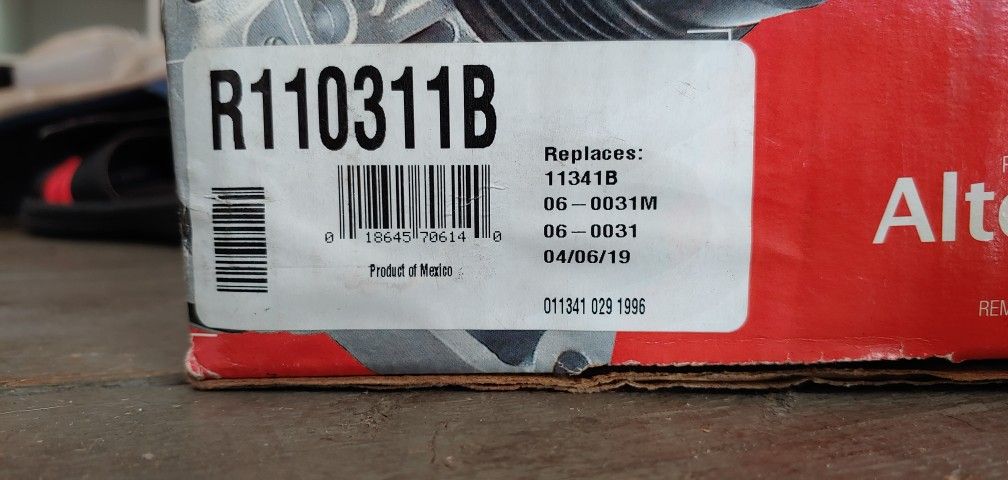 R110311B
0 18645 70614 0
Product of Mexico
Replaces:
11341B
06-0031M
06-0031
04/06/19
011341 029 1996
Alt
REM